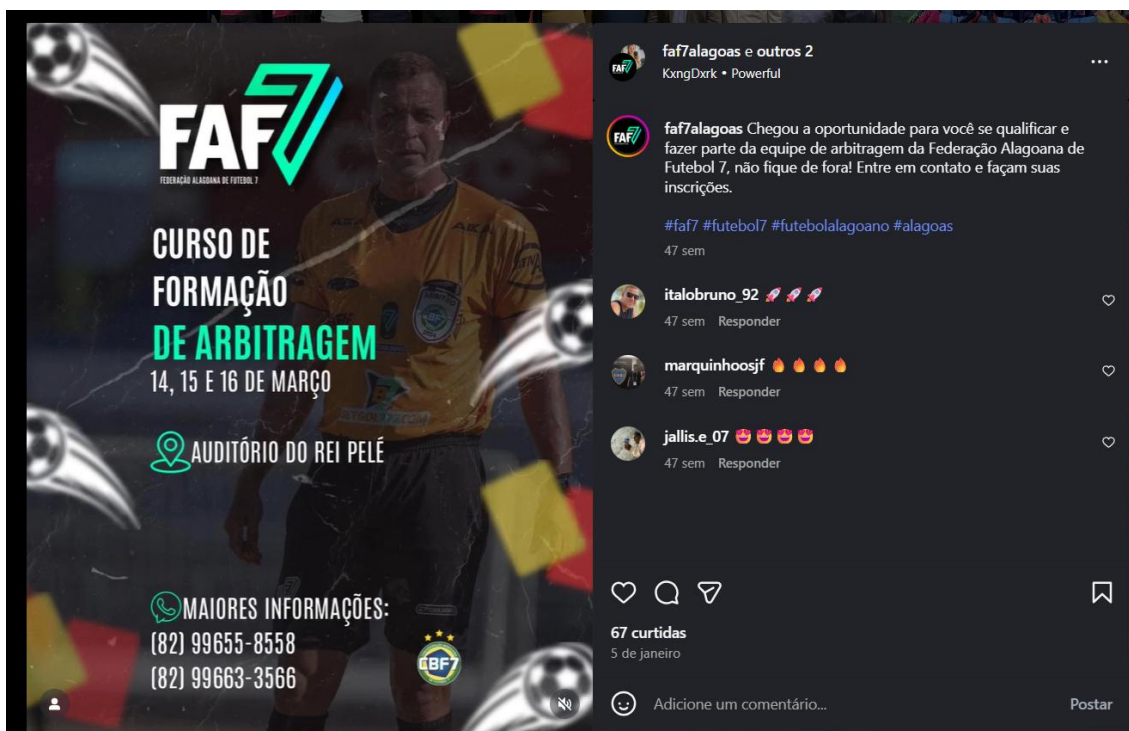 FAF7
FEDERAÇÃO ALAGOANA DE FUTEBOL 7
CURSO DE
FORMAÇÃO
DE ARBITRAGEM
14, 15 E 16 DE MARÇO
AUDITÓRIO DO REI PELÉ
MAIORES INFORMAÇÕES:
(82) 99655-8558
(82) 99663-3566
CBF7
faf7alagoas e outros 2
KxngDxrk • Powerful
faf7alagoas Chegou a oportunidade para você se qualificar e
fazer parte da equipe de arbitragem da Federação Alagoana de
Futebol 7, não fique de fora! Entre em contato e façam suas
inscrições.
#faf7 #futebol7 #futebolalagoano #alagoas
47 sem
italobruno_92 🚀🚀🚀
47 sem Responder
marquinhoosjf 🔥🔥🔥🔥
47 sem Responder
jallis.e_07 🤩🤩🤩🤩
47 sem Responder
67 curtidas
5 de janeiro
Adicione um comentário...
Postar